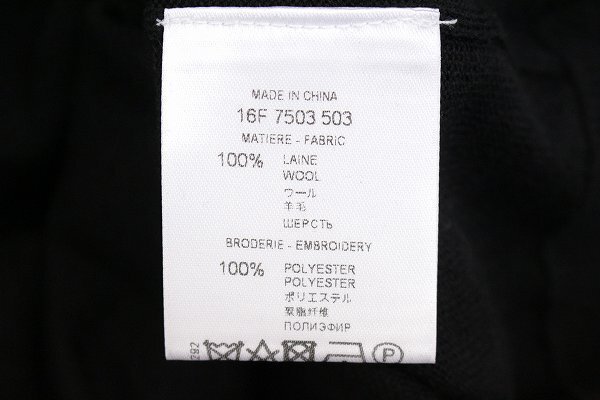 MADE IN CHINA
16F 7503 503
MATIERE - FABRIC
100% LAINE
WOOL
ウール
羊毛
ШЕРСТЬ
BRODERIE - EMBROIDERY
100% POLYESTER
POLYESTER
ポリエステル
聚脂纤维
ПОЛИЭФИР
P